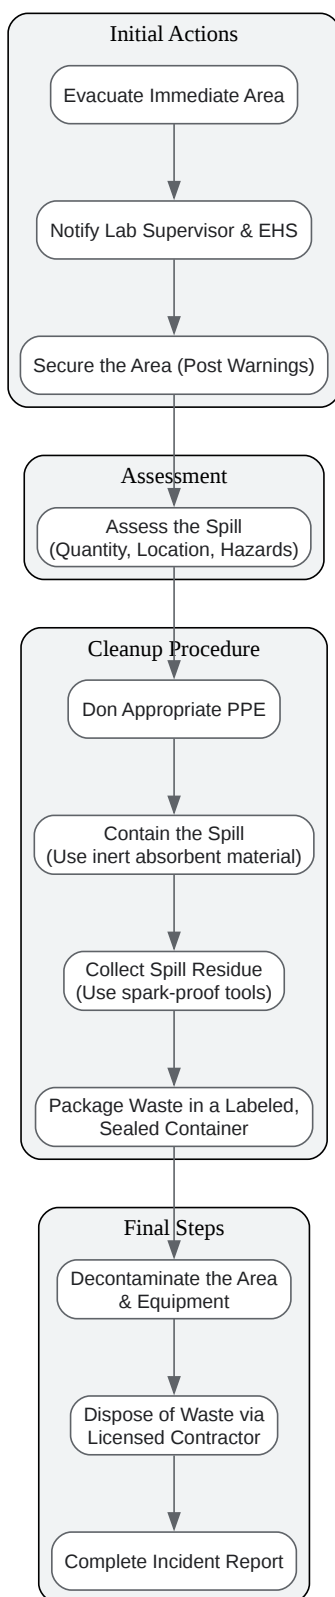 Initial Actions
Evacuate Immediate Area
Notify Lab Supervisor & EHS
Secure the Area (Post Warnings)
Assessment
Assess the Spill
(Quantity, Location, Hazards)
Cleanup Procedure
Don Appropriate PPE
Contain the Spill
(Use inert absorbent material)
Collect Spill Residue
(Use spark-proof tools)
Package Waste in a Labeled,
Sealed Container
Final Steps
Decontaminate the Area
& Equipment
Dispose of Waste via
Licensed Contractor
Complete Incident Report